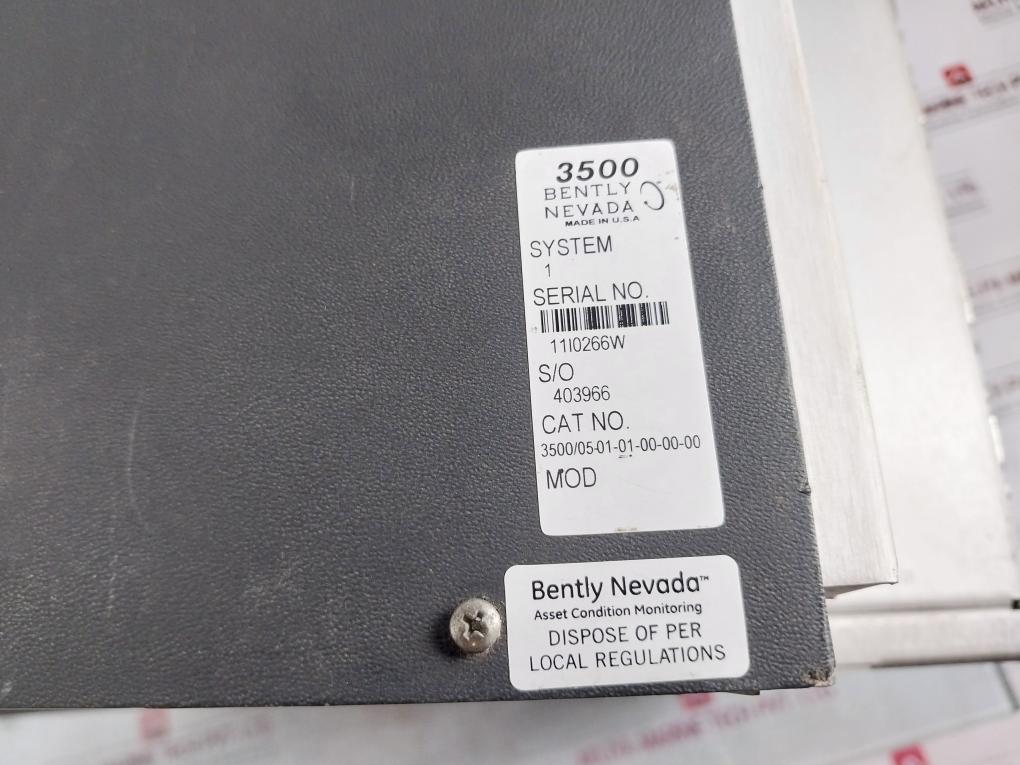 3500
BENTLY
NEVADA
MADE IN U.S.A
SYSTEM
1
SERIAL NO.
11I0266W
S/O
403966
CAT NO.
3500/05-01-01-00-00-00
MOD
Bently Nevada™
Asset Condition Monitoring
DISPOSE OF PER
LOCAL REGULATIONS